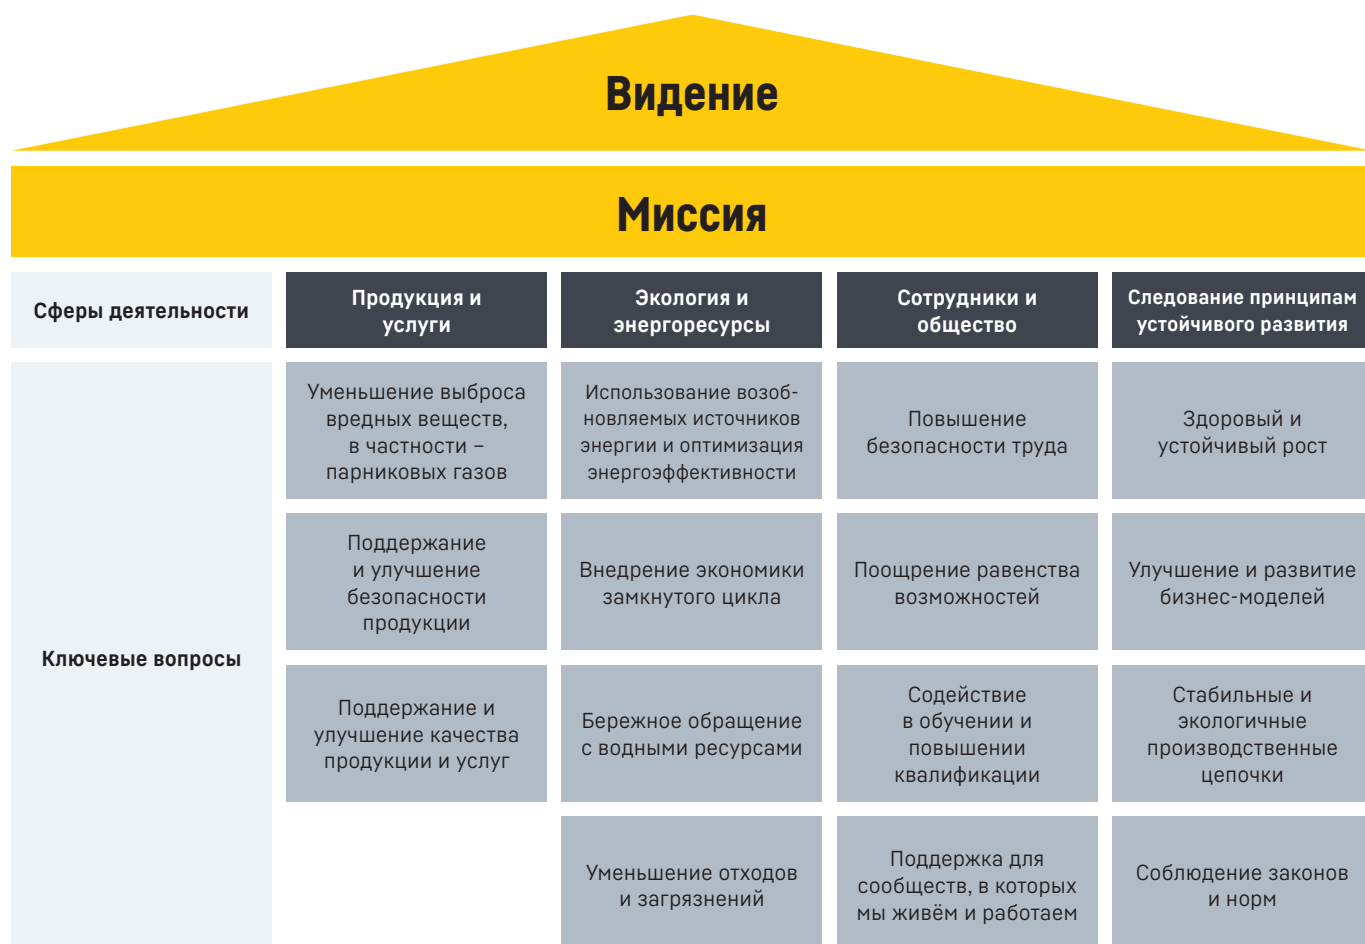 Видение
Миссия
Сферы деятельности
Продукция и
услуги
Экология и
энергоресурсы
Сотрудники и
общество
Следование принципам
устойчивого развития
Ключевые вопросы
Уменьшение выброса
вредных веществ,
в частности –
парниковых газов
Использование возоб-
новляемых источников
энергии и оптимизация
энергоэффективности
Повышение
безопасности труда
Здоровый и
устойчивый рост
Поддержание
и улучшение
безопасности
продукции
Внедрение экономики
замкнутого цикла
Поощрение равенства
возможностей
Улучшение и развитие
бизнес-моделей
Поддержание и
улучшение качества
продукции и услуг
Бережное обращение
с водными ресурсами
Содействие
в обучении и
повышении
квалификации
Стабильные и
экологичные
производственные
цепочки
Уменьшение отходов
и загрязнений
Поддержка для
сообществ, в которых
мы живём и работаем
Соблюдение законов
и норм